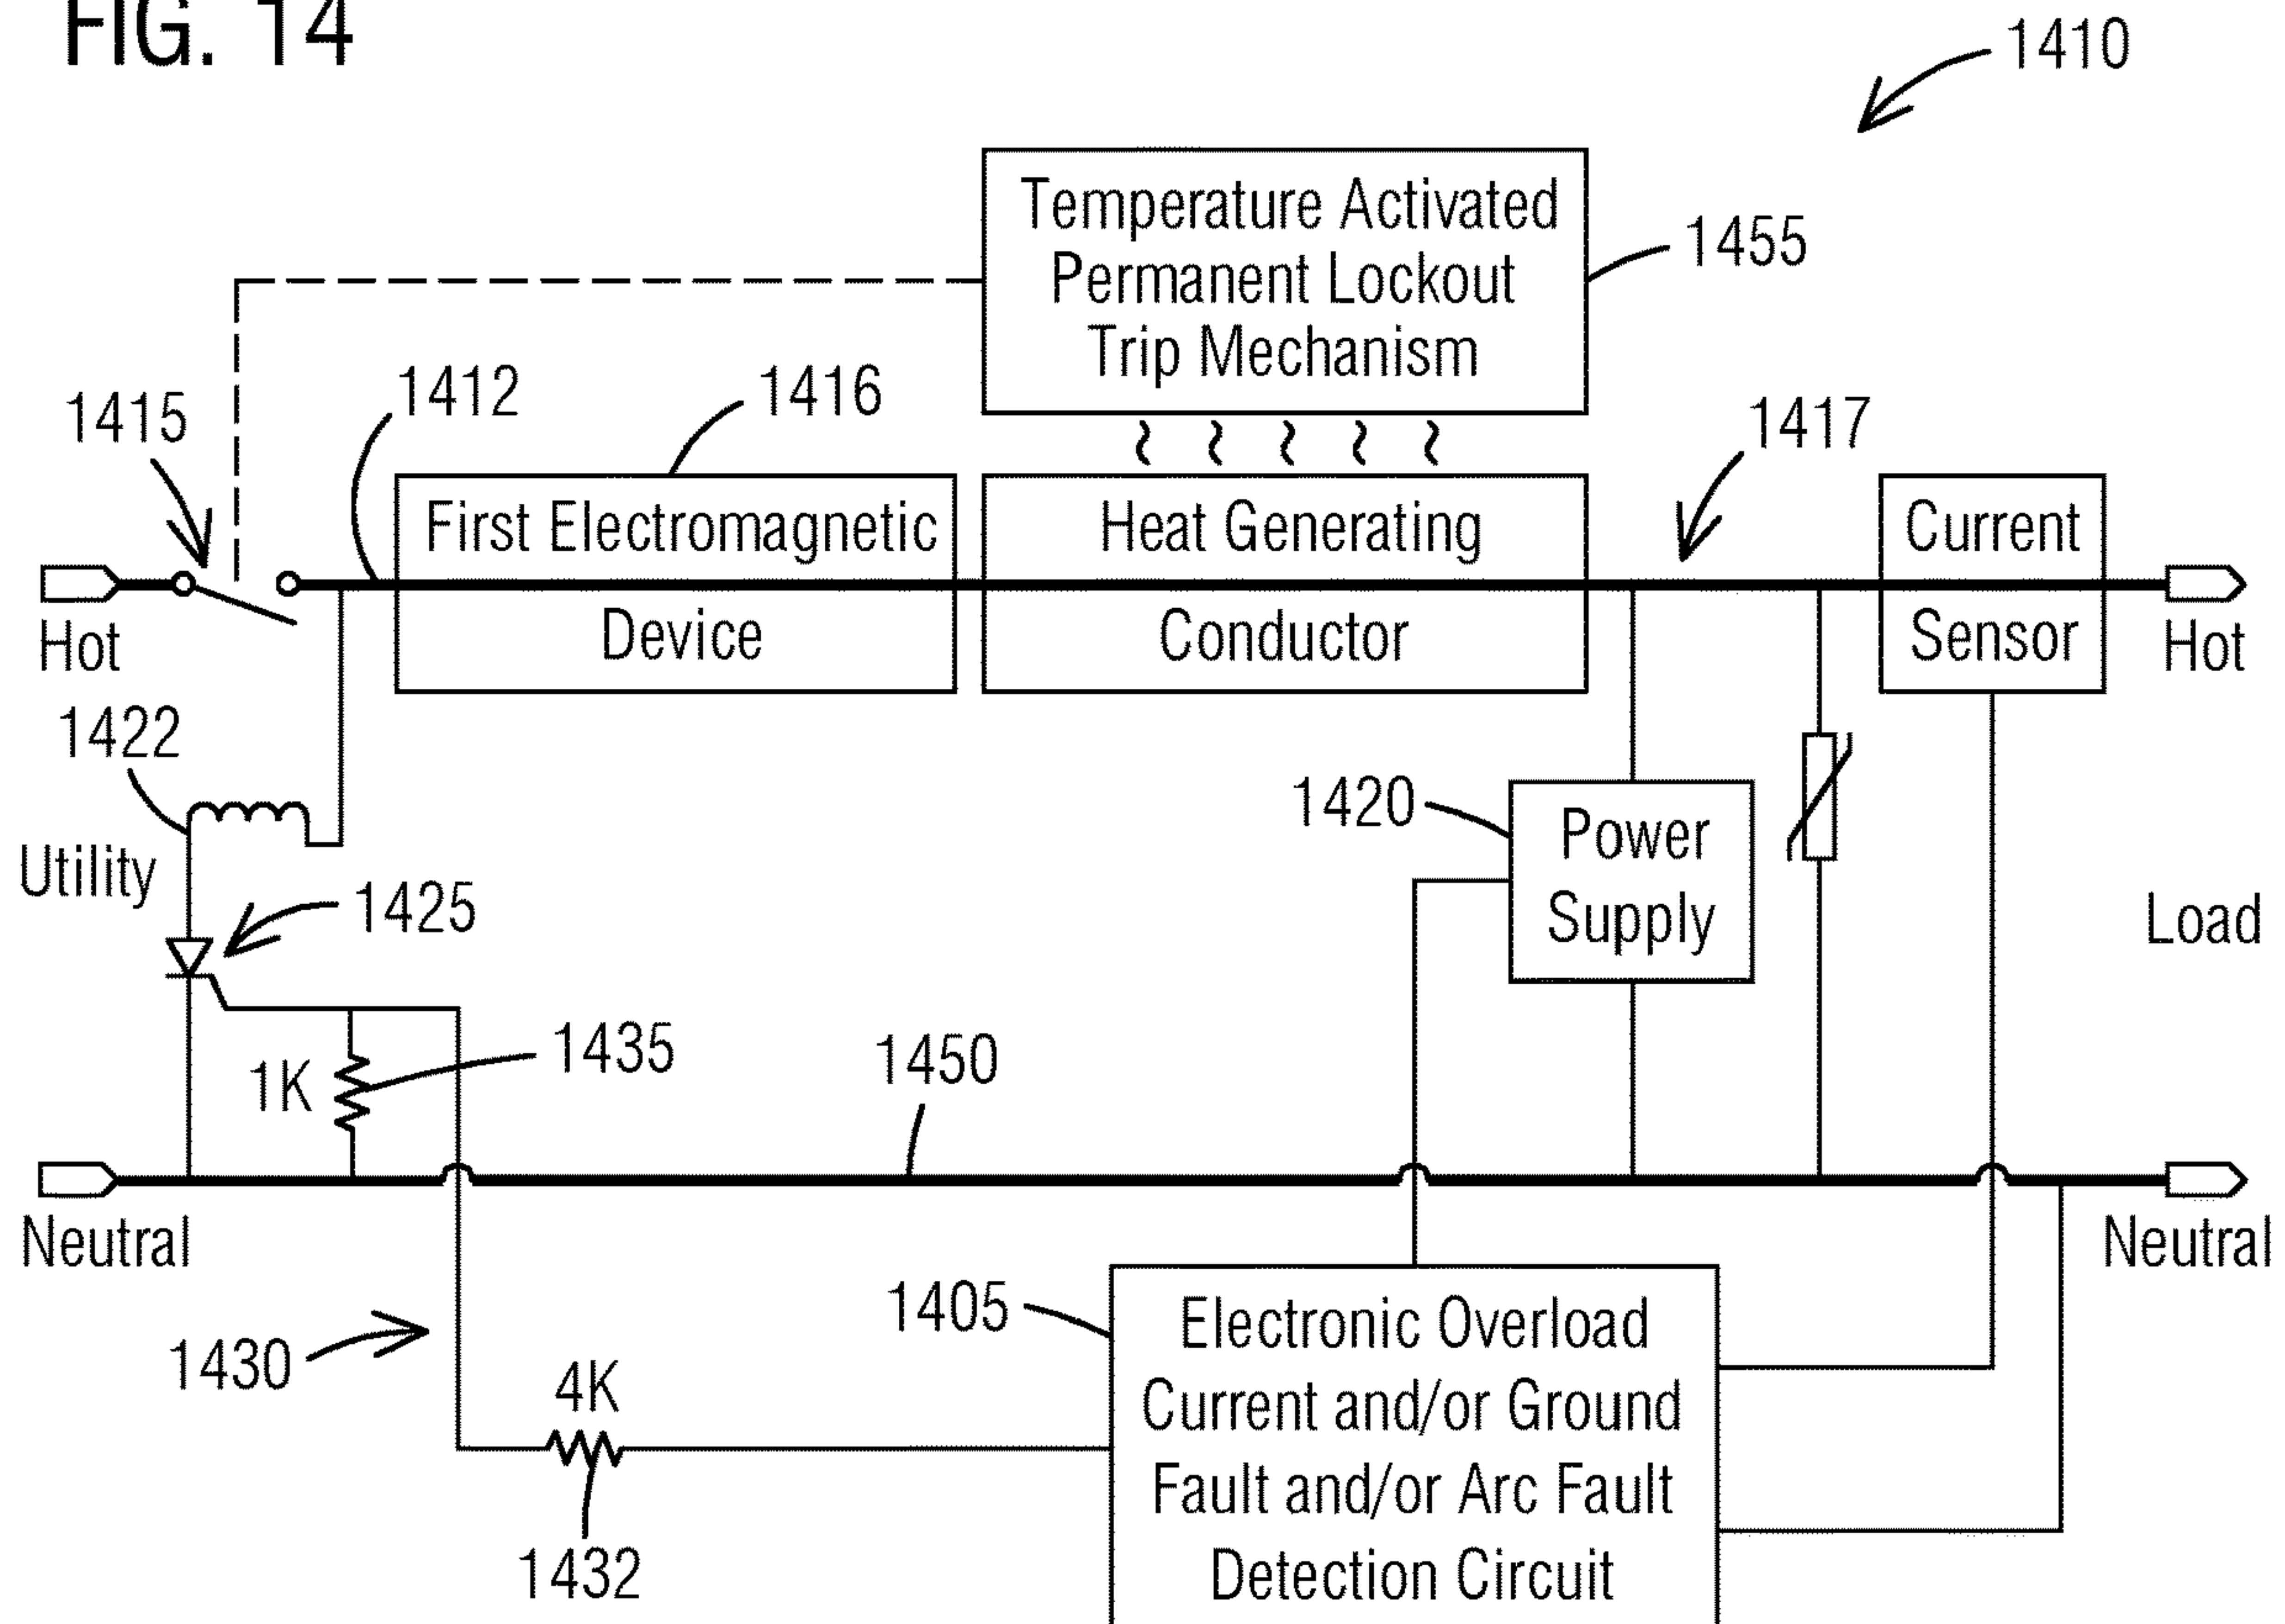 FIG. 14
1410
Temperature Activated
Permanent Lockout
Trip Mechanism
1455
1415
1412
1416
1417
First Electromagnetic
Device
Heat Generating
Conductor
Current
Sensor
Hot
Hot
1422
1420
Power
Supply
Utility
1425
Load
1435
1K
1450
Neutral
Neutral
1405
Electronic Overload
Current and/or Ground
Fault and/or Arc Fault
Detection Circuit
1430
4K
1432